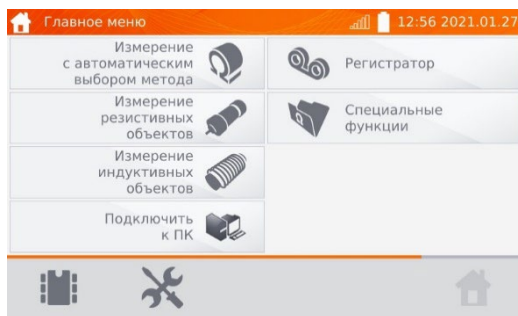 Главное меню
12:56 2021.01.27
Измерение
с автоматическим
выбором метода
Регистратор
Измерение
резистивных
объектов
Специальные
функции
Измерение
индуктивных
объектов
Подключить
к ПК